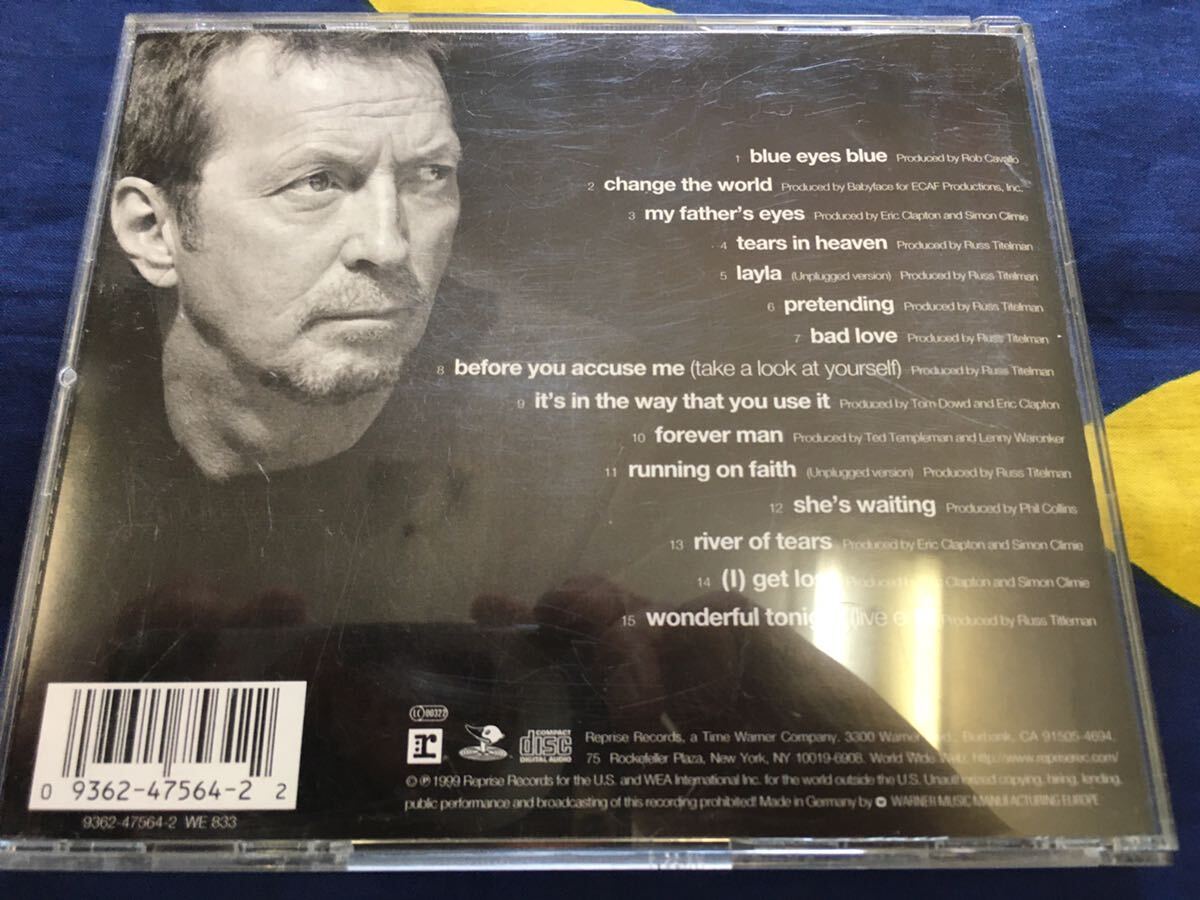 1 blue eyes blue Produced by Rob Cavallo
2 change the world Produced by Babyface for ECAF Productions, Inc.
3 my father's eyes Produced by Eric Clapton and Simon Climie
4 tears in heaven Produced by Russ Titelman
5 layla (Unplugged version) Produced by Russ Titelman
6 pretending Produced by Russ Titelman
7 bad love Produced by Russ Titelman
8 before you accuse me (take a look at yourself) Produced by Russ Titelman
9 it's in the way that you use it Produced by Tom Dowd and Eric Clapton
10 forever man Produced by Ted Templeman and Lenny Waronker
11 running on faith (Unplugged version) Produced by Russ Titelman
12 she's waiting Produced by Phil Collins
13 river of tears Produced by Eric Clapton and Simon Climie
14 (I) get Produced by Clapton and Simon Climie
15 wonderful (live Produced by Russ Titleman
LC 00322
r
COMPACT
disc
DIGITAL AUDIO
Reprise Records, a Time Warner Company. 3300 Warner Burbank, CA 91505-4694.
75 Rockefeller Plaza, New York, NY 10019-6908. World Wide Web: http://www.repriserec.com/
© ℗ 1999 Reprise Records for the U.S. and WEA International Inc. for the world outside the U.S. Unauthorized copying, hiring, lending,
public performance and broadcasting of this recording prohibited! Made in Germany by WARNER MUSIC MANUFACTURING EUROPE
0 9362-47564-2 2
9362-47564-2 WE 833